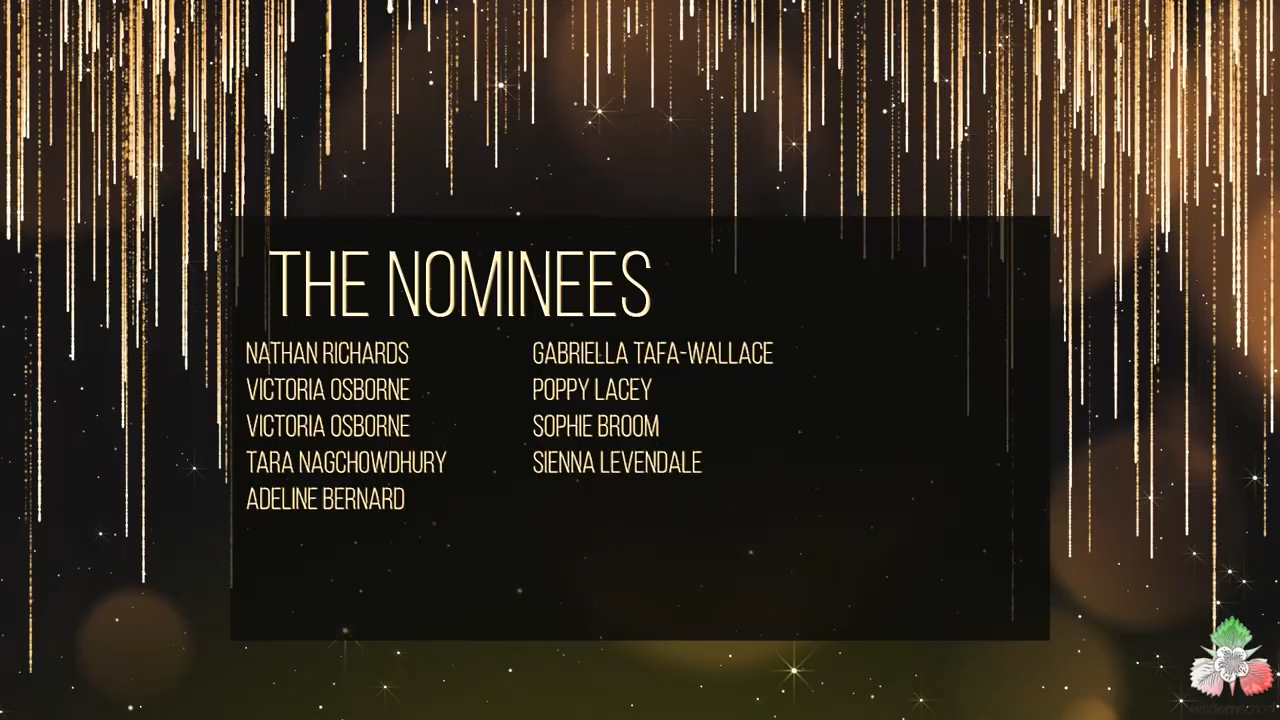 THE NOMINEES
NATHAN RICHARDS
VICTORIA OSBORNE
VICTORIA OSBORNE
TARA NAGCHOWDHURY
ADELINE BERNARD
GABRIELLA TAFA-WALLACE
POPPY LACEY
SOPHIE BROOM
SIENNA LEVENDALE